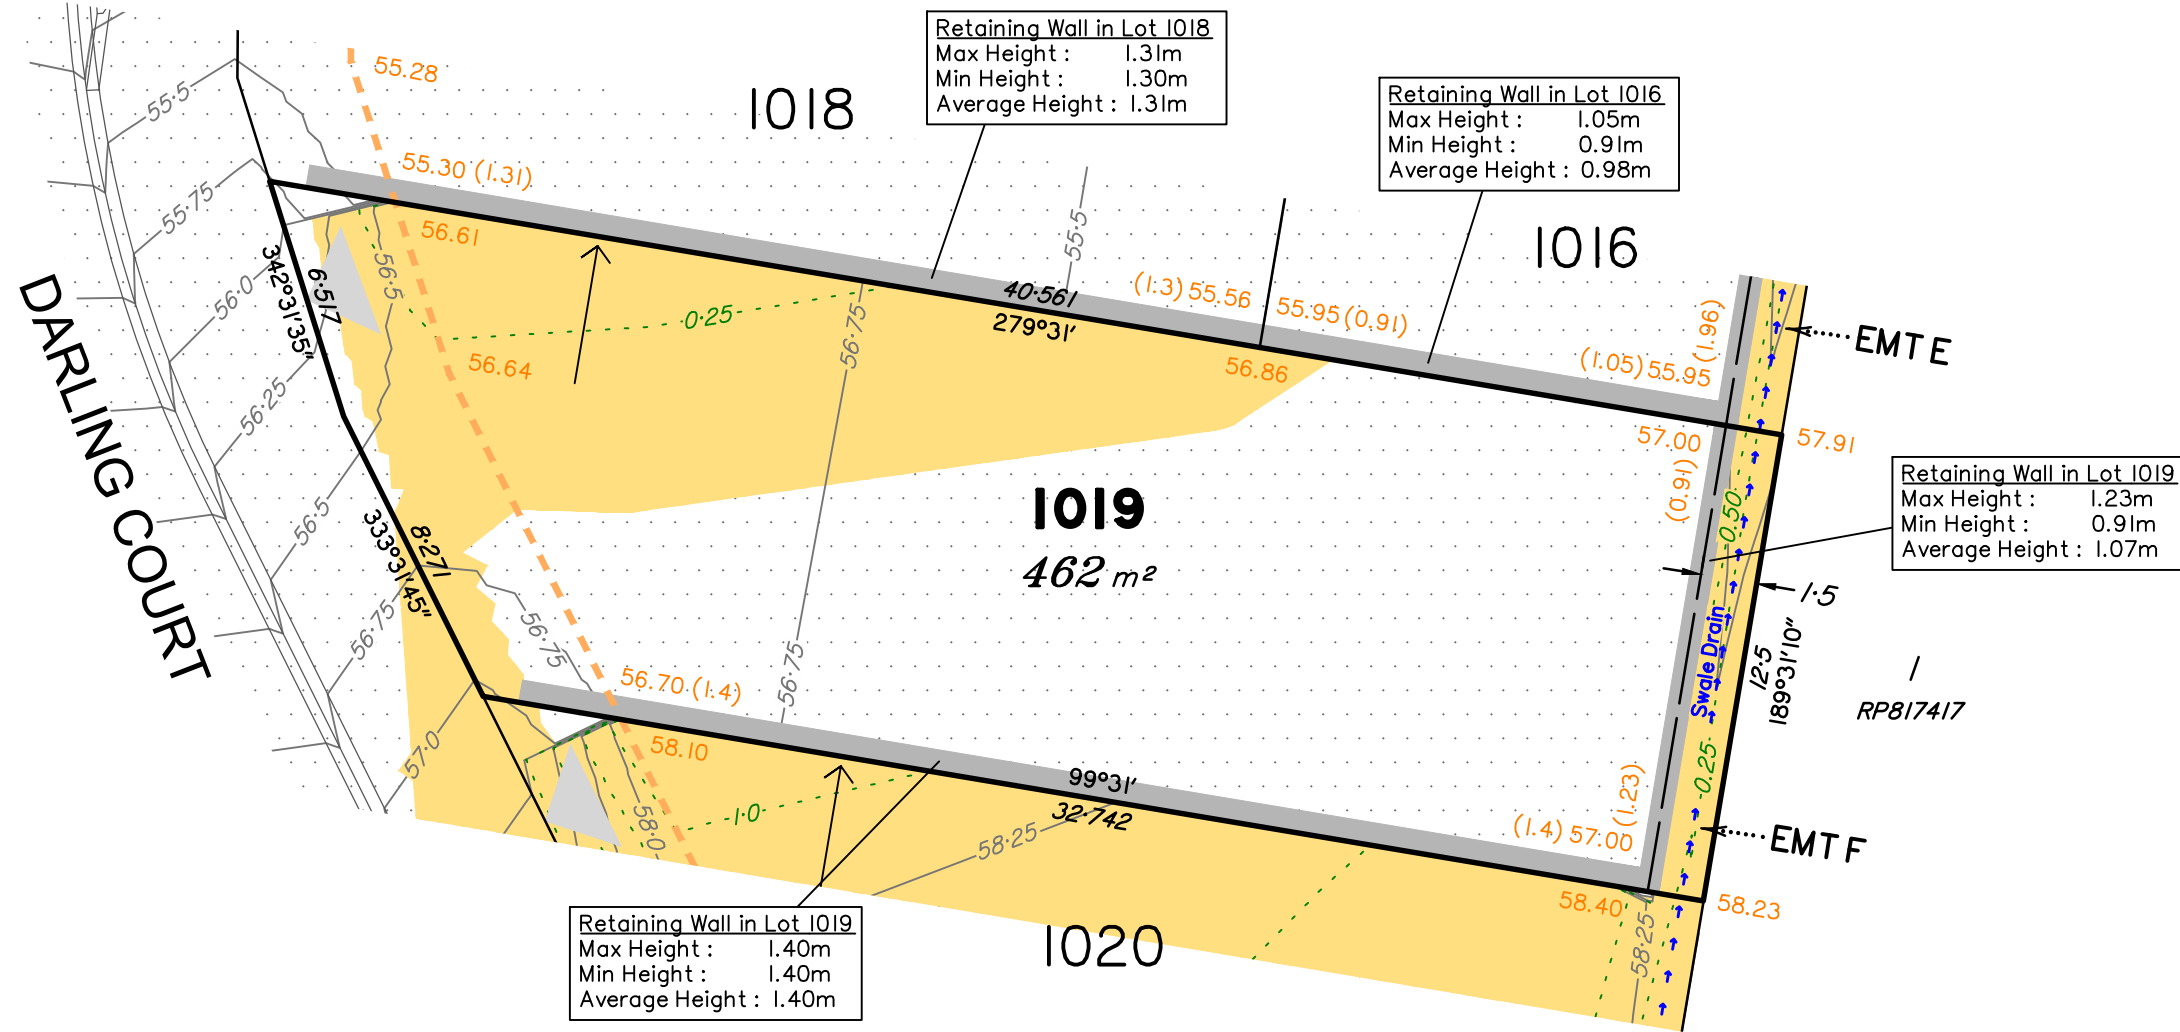 Retaining Wall in Lot 1018
Max Height : 1.31m
Min Height : 1.30m
Average Height : 1.31m
Retaining Wall in Lot 1016
Max Height : 1.05m
Min Height : 0.91m
Average Height : 0.98m
55.28
1018
55.5
55.30 (1.31)
55.75
56.61
56.0
56.5
342°31'35"
6.517
55.5
1016
(1.3) 55.56
55.95 (0.91)
(1.05) 55.95
(1.96)
EMT E
40.561
279°31'
0.25
56.75
56.64
56.86
56.25
DARLING COURT
57.00
(0.91)
57.91
Retaining Wall in Lot 1019
Max Height : 1.23m
Min Height : 0.91m
Average Height : 1.07m
1019
462 m²
0.50
56.5
8.271
333°31'45"
56.75
56.75
56.75
56.70 (1.4)
Swale Drain
1.5
12.5
189°31'10"
1
RP817417
57.0
58.10
0.25
99°31'
32.742
1.0
58.0
58.25
(1.4) 57.00
(1.23)
EMT F
58.40
58.23
58.25
1020
Retaining Wall in Lot 1019
Max Height : 1.40m
Min Height : 1.40m
Average Height : 1.40m